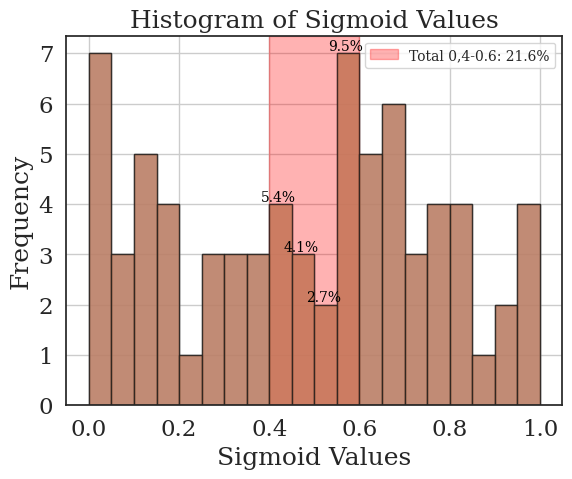 Histogram of Sigmoid Values
Total 0,4-0.6: 21.6%
9.5%
5.4%
4.1%
2.7%
Frequency
7
6
5
4
3
2
1
0
0.0 0.2 0.4 0.6 0.8 1.0
Sigmoid Values